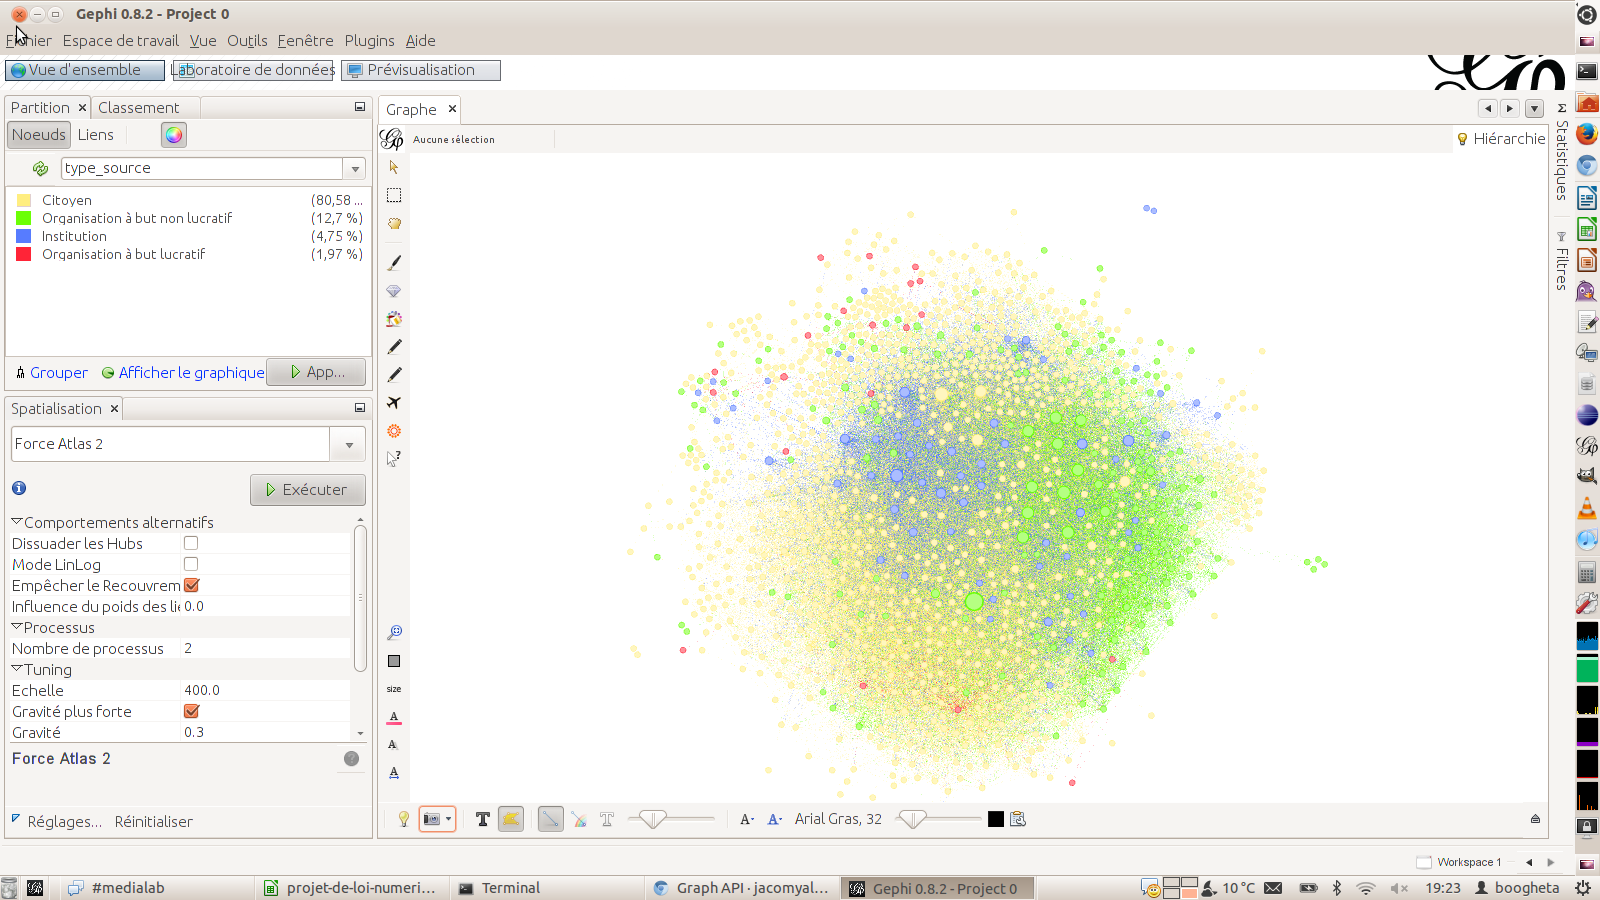 Gephi 0.8.2 - Project 0
Fichier Espace de travail Vue Outils Fenêtre Plugins Aide
Vue d'ensemble Laboratoire de données Prévisualisation
Partition Classement
Noeuds Liens
type_source
Citoyen (80,58 ...
Organisation à but non lucratif (12,7 %)
Institution (4,75 %)
Organisation à but lucratif (1,97 %)
Grouper Afficher le graphique App...
Spatialisation
Force Atlas 2
Exécuter
Comportements alternatifs
Dissuader les Hubs
Mode LinLog
Empêcher le Recouvrem
Influence du poids des li 0.0
Processus
Nombre de processus 2
Tuning
Echelle 400.0
Gravité plus forte
Gravité 0.3
Force Atlas 2
Réglages... Réinitialiser
Graphe
Aucune sélection
Hiérarchie
Statistiques
Filtres
size
Arial Gras, 32
Workspace 1
#medialab projet-de-loi-numeri... Terminal Graph API · jacomyal... Gephi 0.8.2 - Project 0 10 °C 19:23 boogheta